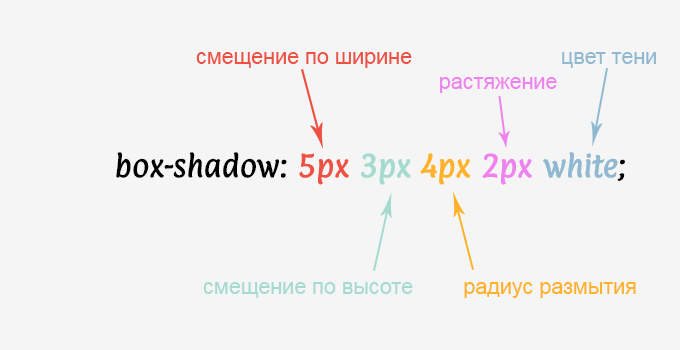 смещение по ширине
цвет тени
растяжение
box-shadow: 5px 3px 4px 2px white;
смещение по высоте
радиус размытия